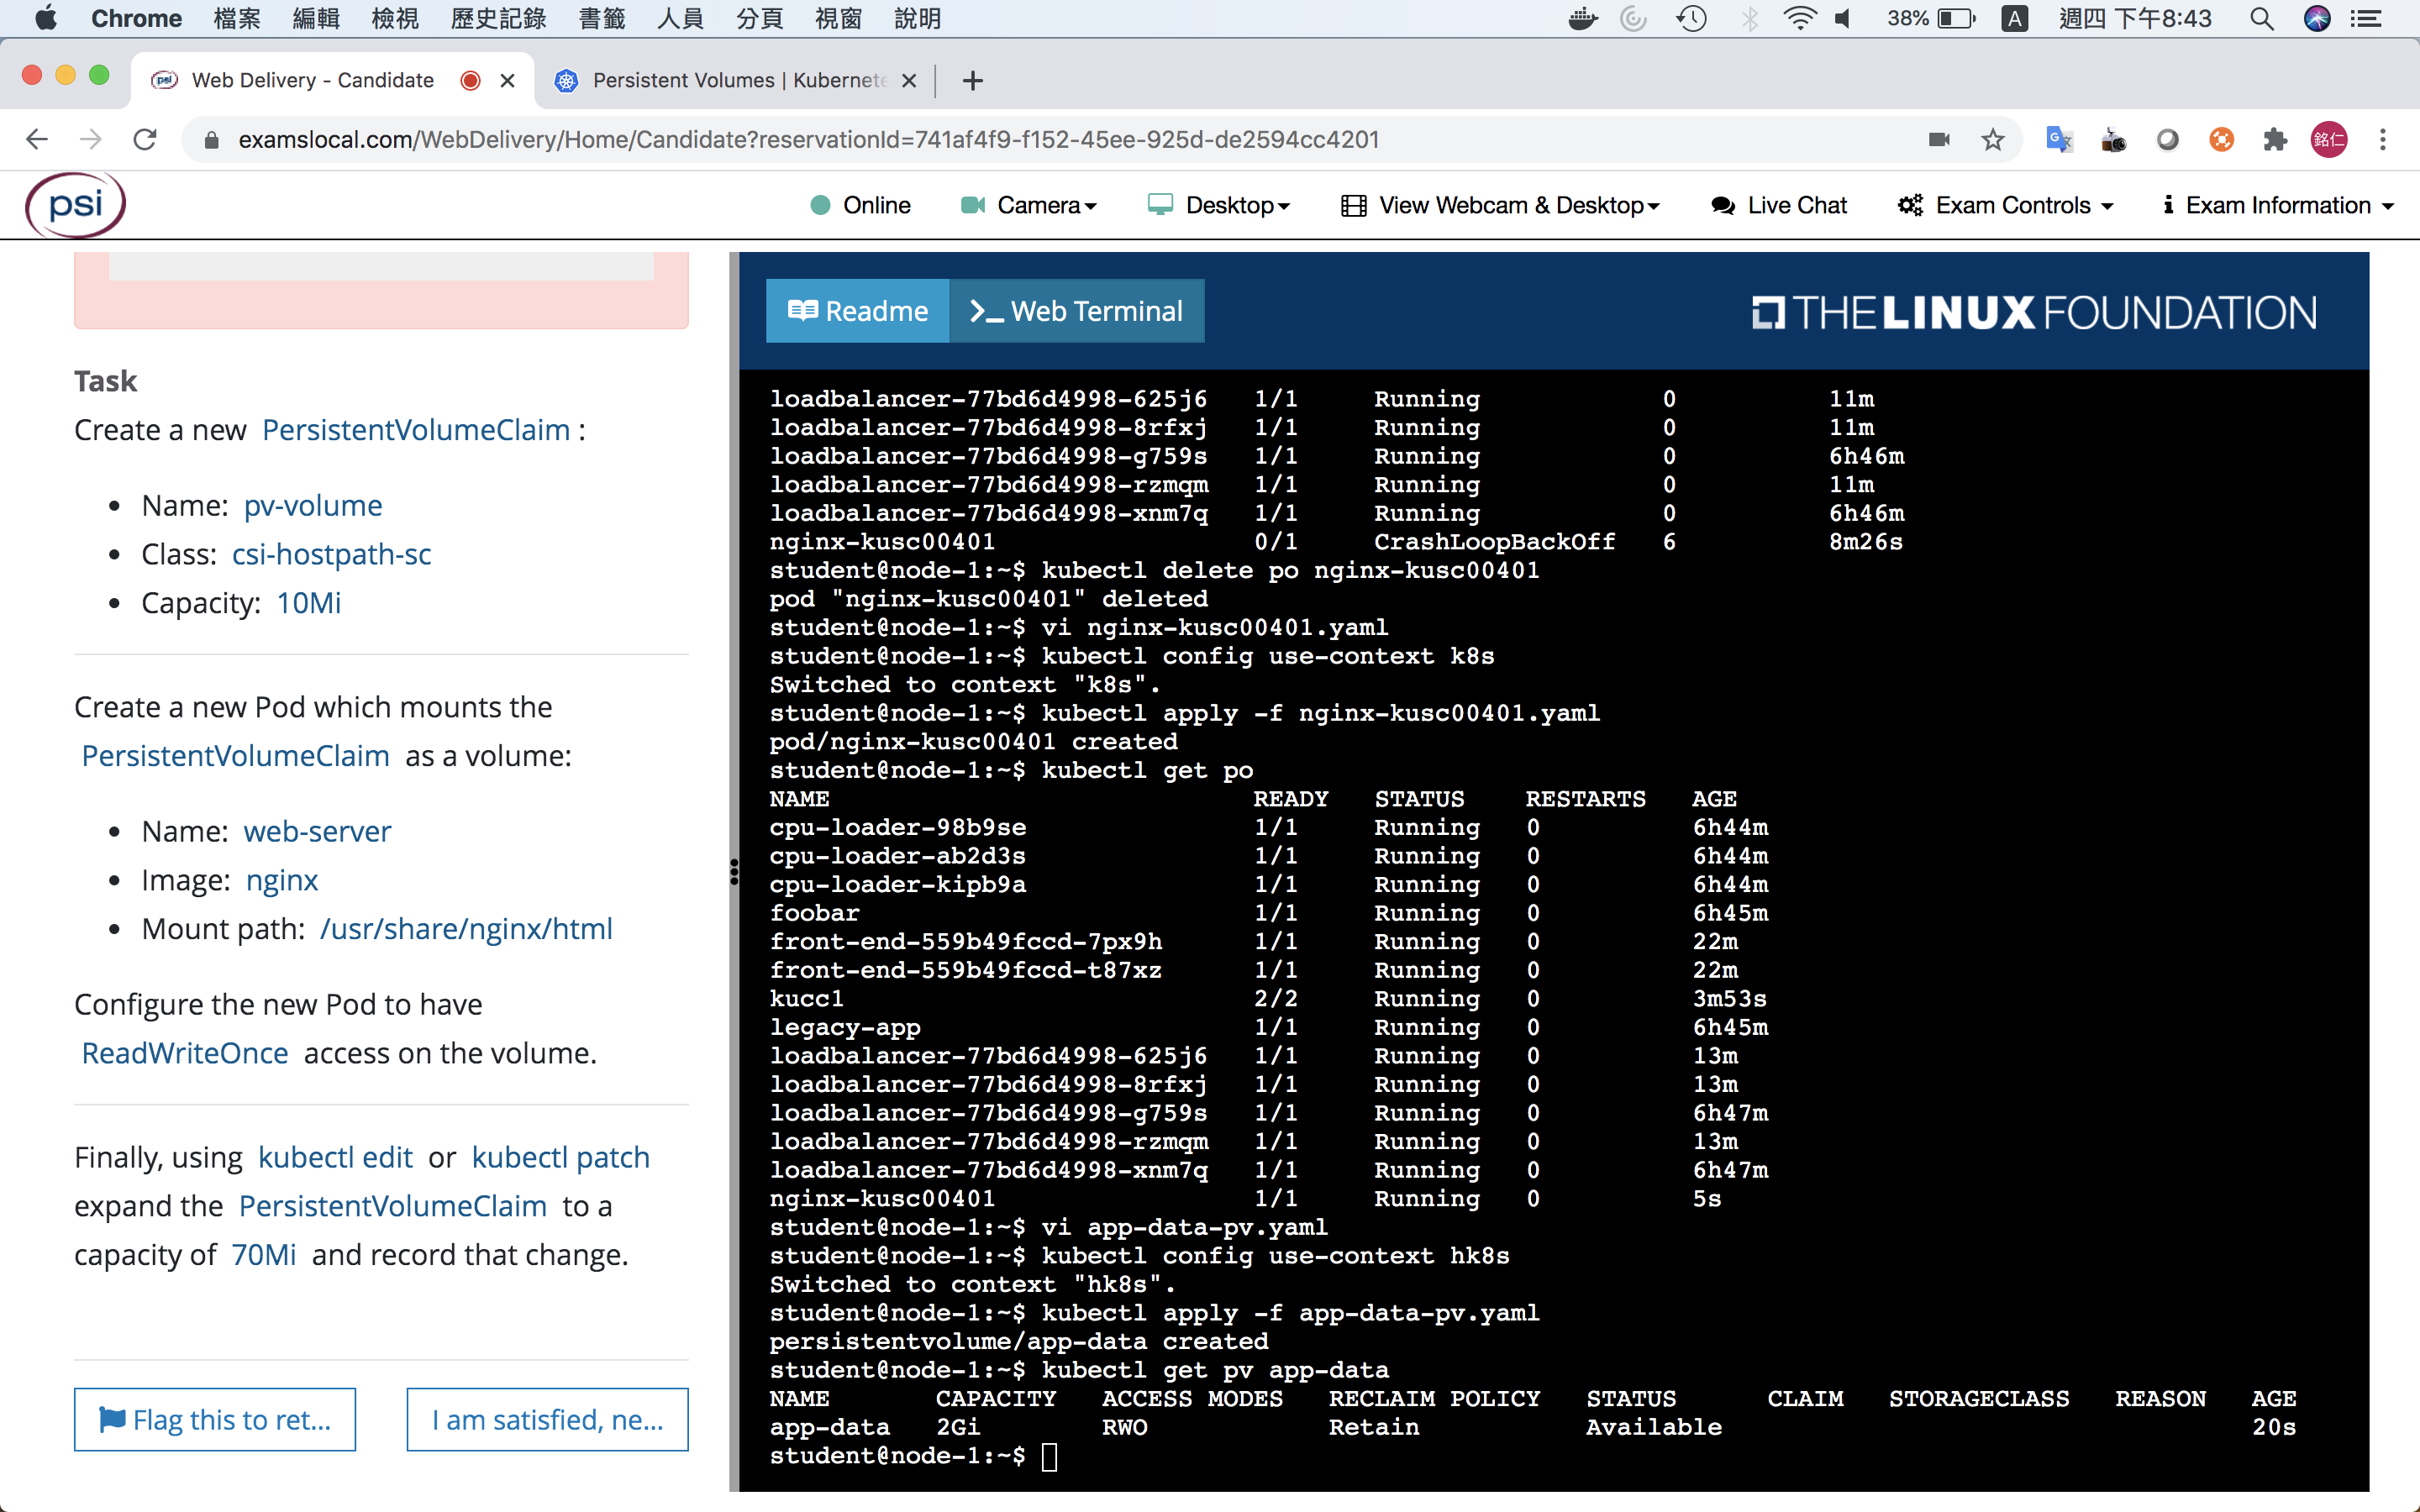 Chrome 檔案 編輯 檢視 歷史記錄 書籤 人員 分頁 視窗 說明 38% A 週四 下午8:43
psi Web Delivery - Candidate
Persistent Volumes | Kubernete
examslocal.com/WebDelivery/Home/Candidate?reservationId=741af4f9-f152-45ee-925d-de2594cc4201
銘仁
psi Online Camera Desktop View Webcam & Desktop Live Chat Exam Controls Exam Information
Task
Create a new PersistentVolumeClaim :
• Name: pv-volume
• Class: csi-hostpath-sc
• Capacity: 10Mi
Create a new Pod which mounts the
PersistentVolumeClaim as a volume:
• Name: web-server
• Image: nginx
• Mount path: /usr/share/nginx/html
Configure the new Pod to have
ReadWriteOnce access on the volume.
Finally, using kubectl edit or kubectl patch
expand the PersistentVolumeClaim to a
capacity of 70Mi and record that change.
Flag this to ret...
I am satisfied, ne...
Readme
>_ Web Terminal
THE LINUX FOUNDATION
loadbalancer-77bd6d4998-625j6 1/1 Running 0 11m
loadbalancer-77bd6d4998-8rfxj 1/1 Running 0 11m
loadbalancer-77bd6d4998-g759s 1/1 Running 0 6h46m
loadbalancer-77bd6d4998-rzmqm 1/1 Running 0 11m
loadbalancer-77bd6d4998-xnm7q 1/1 Running 0 6h46m
nginx-kusc00401 0/1 CrashLoopBackOff 6 8m26s
student@node-1:~$ kubectl delete po nginx-kusc00401
pod "nginx-kusc00401" deleted
student@node-1:~$ vi nginx-kusc00401.yaml
student@node-1:~$ kubectl config use-context k8s
Switched to context "k8s".
student@node-1:~$ kubectl apply -f nginx-kusc00401.yaml
pod/nginx-kusc00401 created
student@node-1:~$ kubectl get po
NAME READY STATUS RESTARTS AGE
cpu-loader-98b9se 1/1 Running 0 6h44m
cpu-loader-ab2d3s 1/1 Running 0 6h44m
cpu-loader-kipb9a 1/1 Running 0 6h44m
foobar 1/1 Running 0 6h45m
front-end-559b49fccd-7px9h 1/1 Running 0 22m
front-end-559b49fccd-t87xz 1/1 Running 0 22m
kucc1 2/2 Running 0 3m53s
legacy-app 1/1 Running 0 6h45m
loadbalancer-77bd6d4998-625j6 1/1 Running 0 13m
loadbalancer-77bd6d4998-8rfxj 1/1 Running 0 13m
loadbalancer-77bd6d4998-g759s 1/1 Running 0 6h47m
loadbalancer-77bd6d4998-rzmqm 1/1 Running 0 13m
loadbalancer-77bd6d4998-xnm7q 1/1 Running 0 6h47m
nginx-kusc00401 1/1 Running 0 5s
student@node-1:~$ vi app-data-pv.yaml
student@node-1:~$ kubectl config use-context hk8s
Switched to context "hk8s".
student@node-1:~$ kubectl apply -f app-data-pv.yaml
persistentvolume/app-data created
student@node-1:~$ kubectl get pv app-data
NAME CAPACITY ACCESS MODES RECLAIM POLICY STATUS CLAIM STORAGECLASS REASON AGE
app-data 2Gi RWO Retain Available 20s
student@node-1:~$